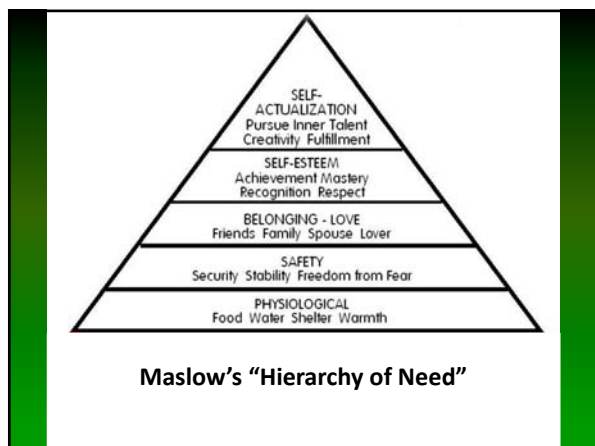 SELF-
ACTUALIZATION
Pursue Inner Talent
Creativity Fulfillment
SELF-ESTEEM
Achievement Mastery
Recognition Respect
BELONGING - LOVE
Friends Family Spouse Lover
SAFETY
Security Stability Freedom from Fear
PHYSIOLOGICAL
Food Water Shelter Warmth
Maslow’s “Hierarchy of Need”